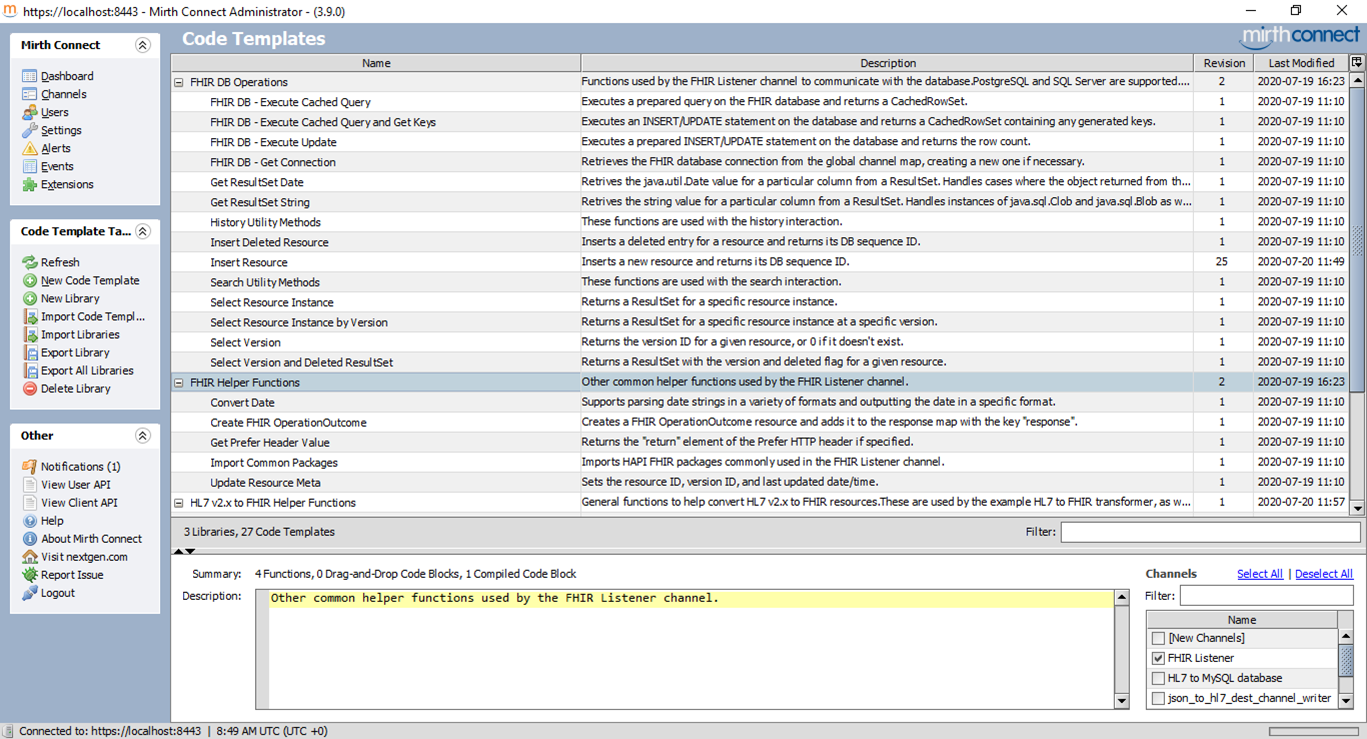 https://localhost:8443 - Mirth Connect Administrator - (3.9.0)
Mirth Connect
Dashboard
Channels
Users
Settings
Alerts
Events
Extensions
Code Template Ta...
Refresh
New Code Template
New Library
Import Code Templ...
Import Libraries
Export Library
Export All Libraries
Delete Library
Other
Notifications (1)
View User API
View Client API
Help
About Mirth Connect
Visit nextgen.com
Report Issue
Logout
Code Templates
mirthconnect
Name Description Revision Last Modified
FHIR DB Operations Functions used by the FHIR Listener channel to communicate with the database.PostgreSQL and SQL Server are supported.... 2 2020-07-19 16:23
FHIR DB - Execute Cached Query Executes a prepared query on the FHIR database and returns a CachedRowSet. 1 2020-07-19 11:10
FHIR DB - Execute Cached Query and Get Keys Executes an INSERT/UPDATE statement on the database and returns a CachedRowSet containing any generated keys. 1 2020-07-19 11:10
FHIR DB - Execute Update Executes a prepared INSERT/UPDATE statement on the database and returns the row count. 1 2020-07-19 11:10
FHIR DB - Get Connection Retrieves the FHIR database connection from the global channel map, creating a new one if necessary. 1 2020-07-19 11:10
Get ResultSet Date Retrives the java.util.Date value for a particular column from a ResultSet. Handles cases where the object returned from th... 1 2020-07-19 11:10
Get ResultSet String Retrives the string value for a particular column from a ResultSet. Handles instances of java.sql.Clob and java.sql.Blob as w... 1 2020-07-19 11:10
History Utility Methods These functions are used with the history interaction. 1 2020-07-19 11:10
Insert Deleted Resource Inserts a deleted entry for a resource and returns its DB sequence ID. 1 2020-07-19 11:10
Insert Resource Inserts a new resource and returns its DB sequence ID. 25 2020-07-20 11:49
Search Utility Methods These functions are used with the search interaction. 1 2020-07-19 11:10
Select Resource Instance Returns a ResultSet for a specific resource instance. 1 2020-07-19 11:10
Select Resource Instance by Version Returns a ResultSet for a specific resource instance at a specific version. 1 2020-07-19 11:10
Select Version Returns the version ID for a given resource, or 0 if it doesn't exist. 1 2020-07-19 11:10
Select Version and Deleted ResultSet Returns a ResultSet with the version and deleted flag for a given resource. 1 2020-07-19 11:10
FHIR Helper Functions Other common helper functions used by the FHIR Listener channel. 2 2020-07-19 16:23
Convert Date Supports parsing date strings in a variety of formats and outputting the date in a specific format. 1 2020-07-19 11:10
Create FHIR OperationOutcome Creates a FHIR OperationOutcome resource and adds it to the response map with the key "response". 1 2020-07-19 11:10
Get Prefer Header Value Returns the "return" element of the Prefer HTTP header if specified. 1 2020-07-19 11:10
Import Common Packages Imports HAPI FHIR packages commonly used in the FHIR Listener channel. 1 2020-07-19 11:10
Update Resource Meta Sets the resource ID, version ID, and last updated date/time. 1 2020-07-19 11:10
HL7 v2.x to FHIR Helper Functions General functions to help convert HL7 v2.x to FHIR resources.These are used by the example HL7 to FHIR transformer, as w... 1 2020-07-20 11:57
3 Libraries, 27 Code Templates Filter:
Summary: 4 Functions, 0 Drag-and-Drop Code Blocks, 1 Compiled Code Block
Description: Other common helper functions used by the FHIR Listener channel.
Channels Select All | Deselect All
Filter:
Name
[New Channels]
FHIR Listener
HL7 to MySQL database
json_to_hl7_dest_channel_writer
Connected to: https://localhost:8443 | 8:49 AM UTC (UTC +0)